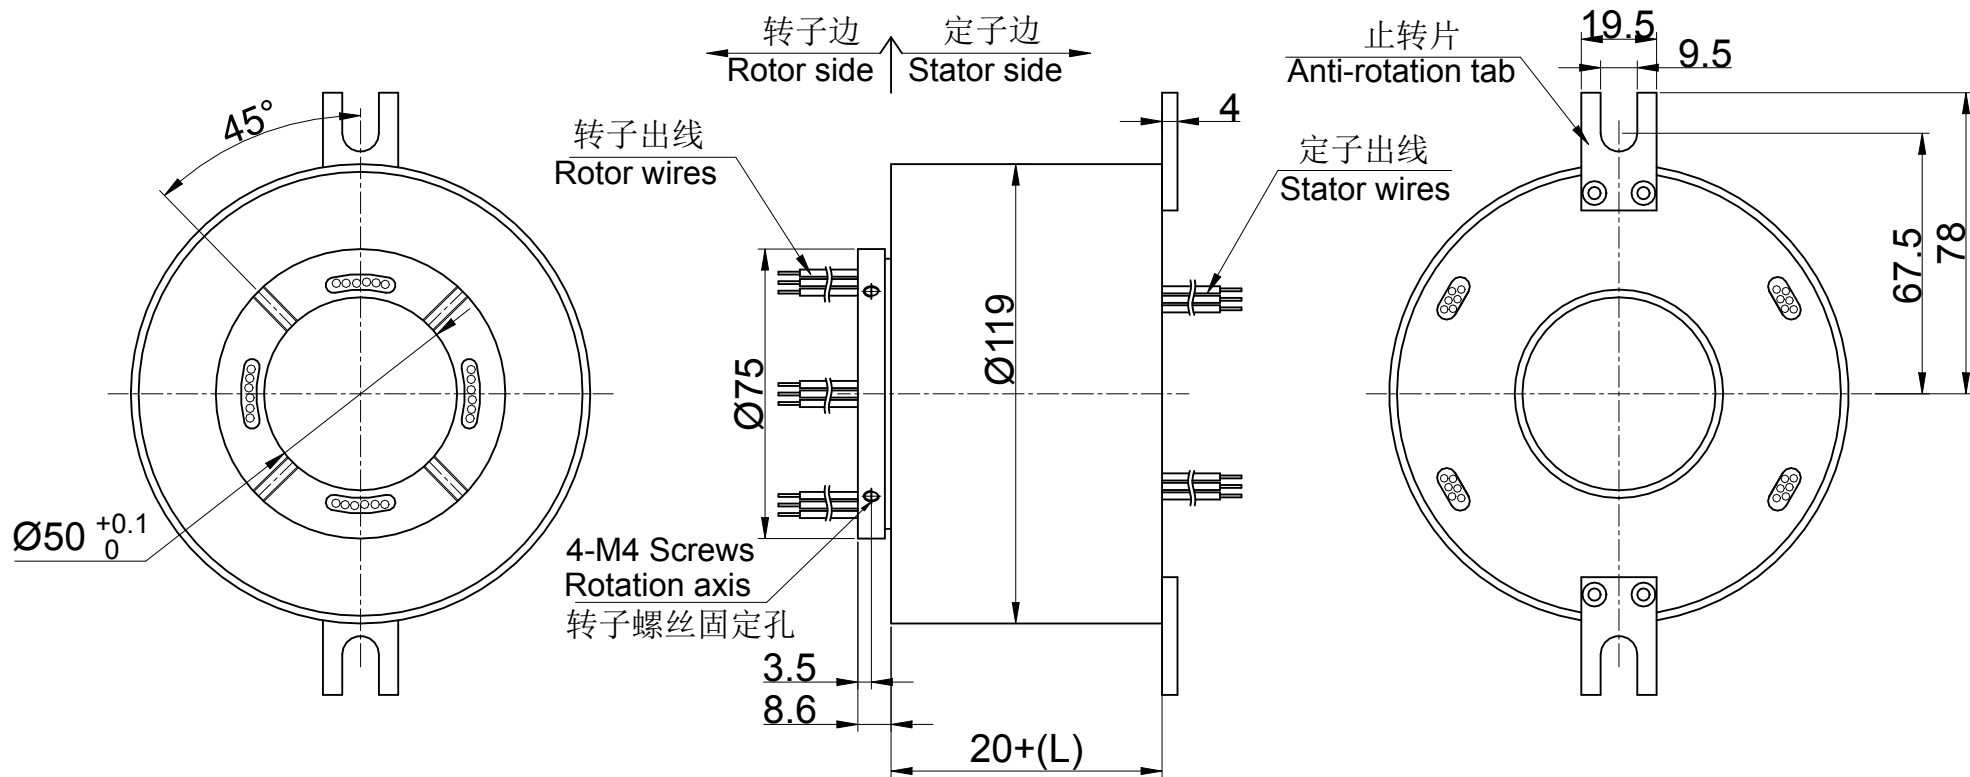 转子边
定子边
Rotor side
Stator side
止转片
Anti-rotation tab
19.5
9.5
45°
转子出线
Rotor wires
4
定子出线
Stator wires
67.5
78
Ø75
Ø119
Ø50 +0.1 0
4-M4 Screws
Rotation axis
转子螺丝固定孔
3.5
8.6
20+(L)